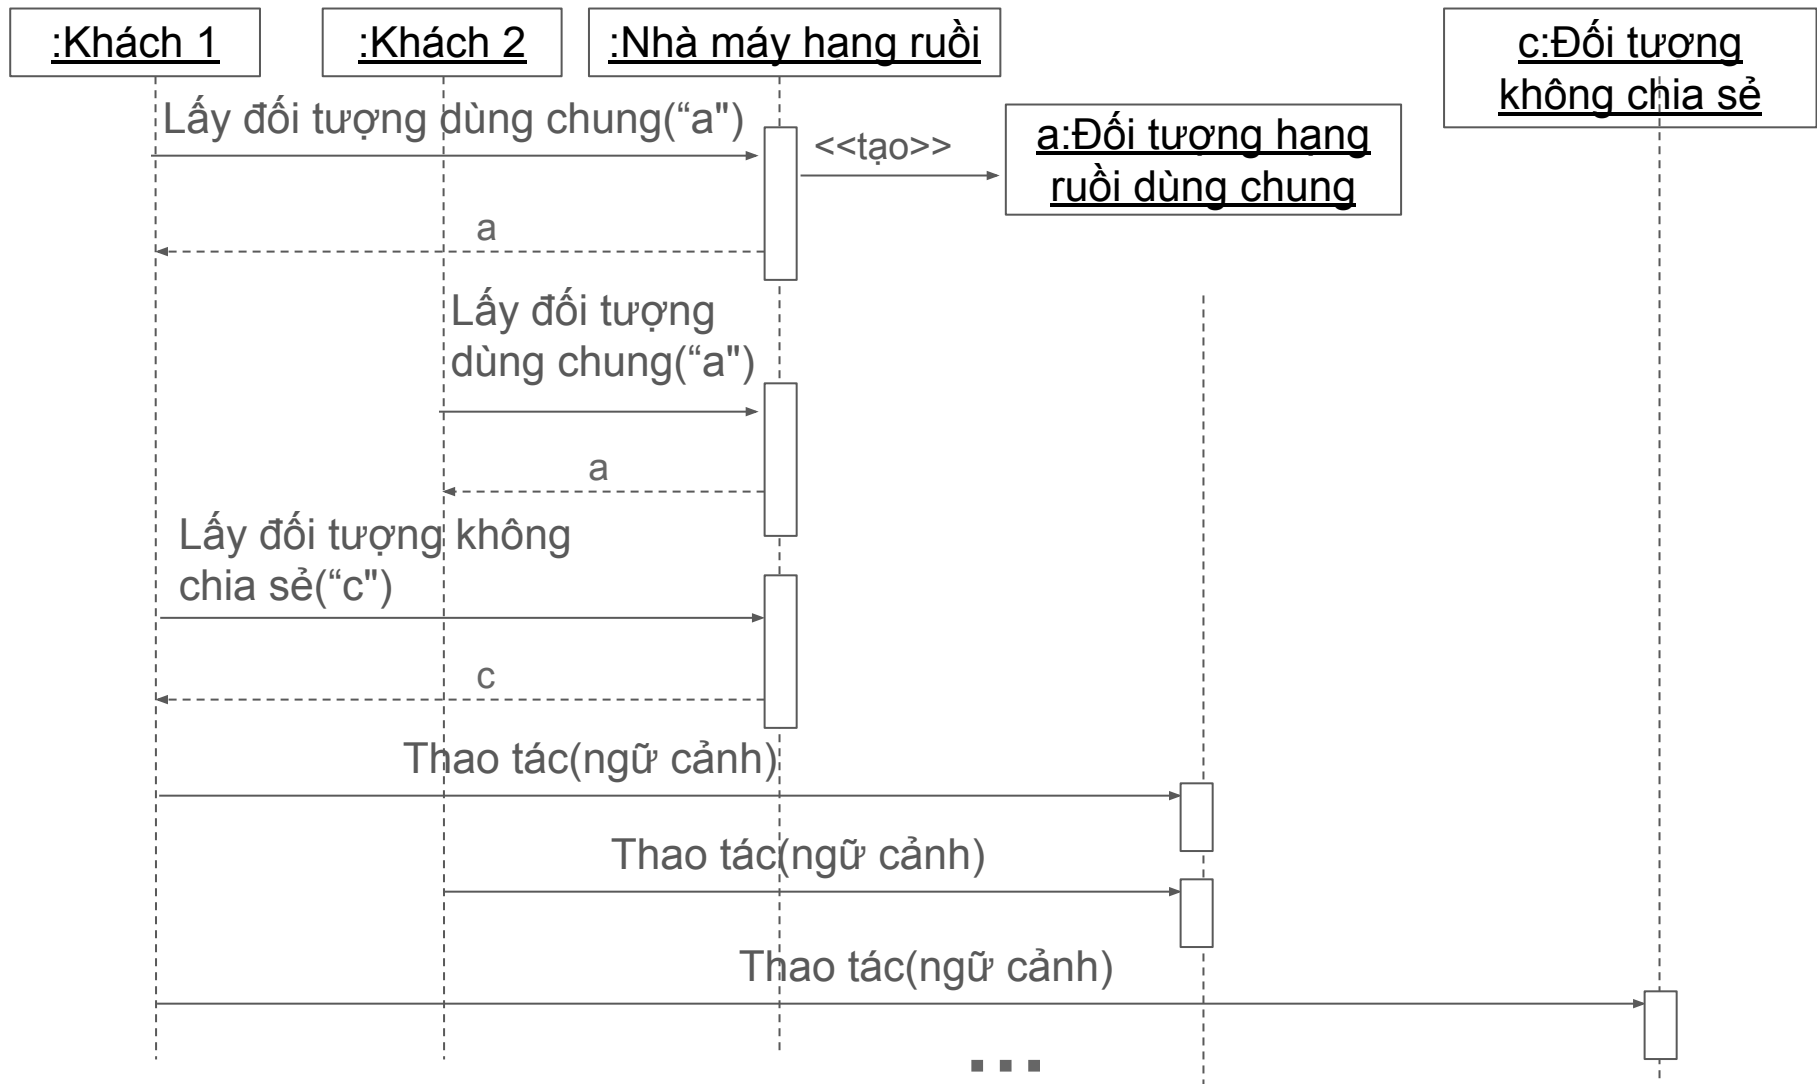 :Khách 1
:Khách 2
:Nhà máy hạng ruồi
c:Đối tượng
không chia sẻ
Lấy đối tượng dùng chung(“a")
<<tạo>>
a:Đối tượng hạng
ruồi dùng chung
a
Lấy đối tượng
dùng chung(“a")
a
Lấy đối tượng không
chia sẻ(“c")
c
Thao tác(ngữ cảnh)
Thao tác(ngữ cảnh)
Thao tác(ngữ cảnh)
...